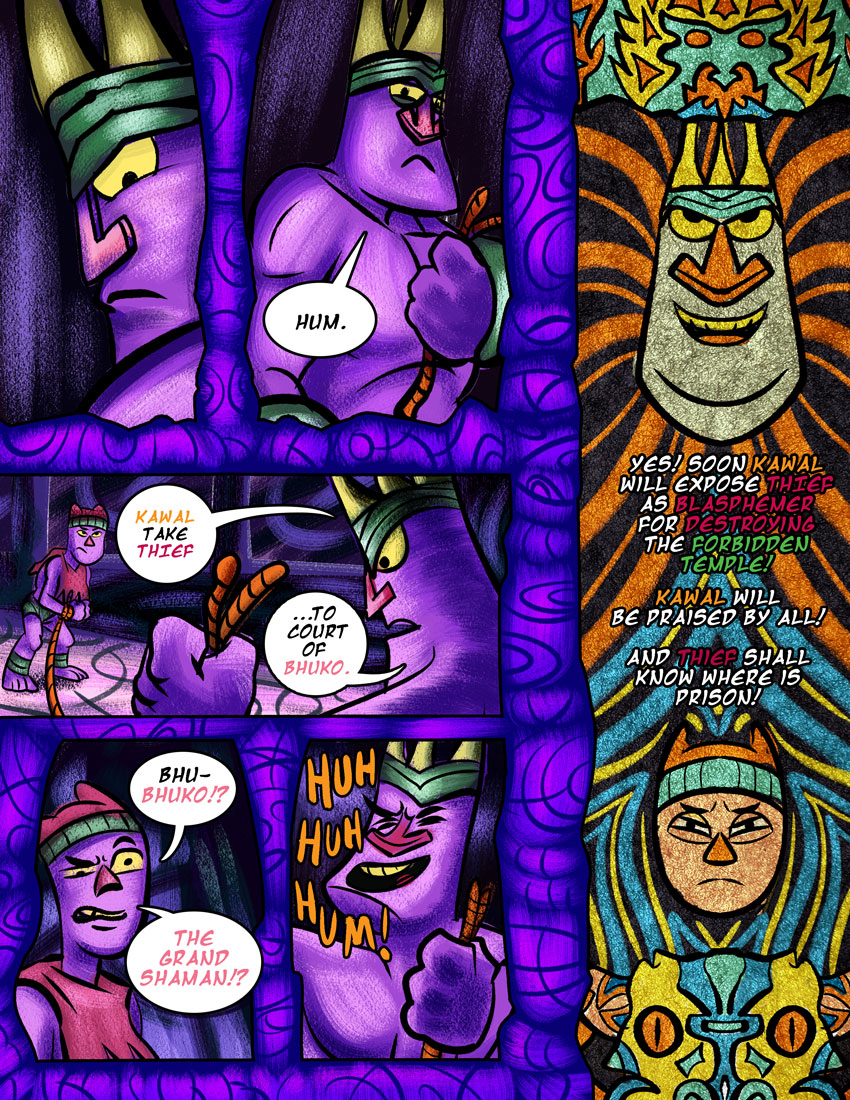 HUM.
KAWAL
TAKE
THIEF
...TO
COURT
OF
BHUKO.
BHU-
BHUKO!?
THE
GRAND
SHAMAN!?
HUH
HUH
HUM!
YES! SOON KAWAL
WILL EXPOSE THIEF
AS BLASPHEMER
FOR DESTROYING
THE FORBIDDEN
TEMPLE!
KAWAL WILL
BE PRAISED BY ALL!
AND THIEF SHALL
KNOW WHERE IS
PRISON!